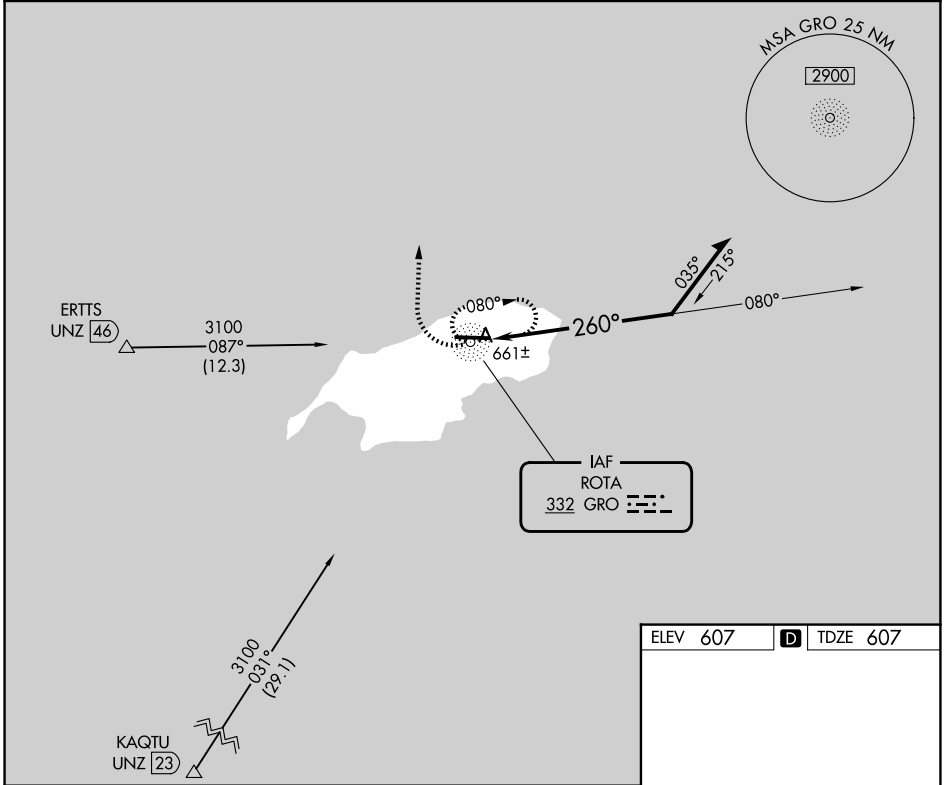 MSA GRO 25 NM
2900
ERTTS
UNZ 46
3100
087°
(12.3)
080°
661±
260°
035°
215°
080°
IAF
ROTA
332 GRO
3100
031°
(29.1)
KAQTU
UNZ 23
ELEV 607 D TDZE 607